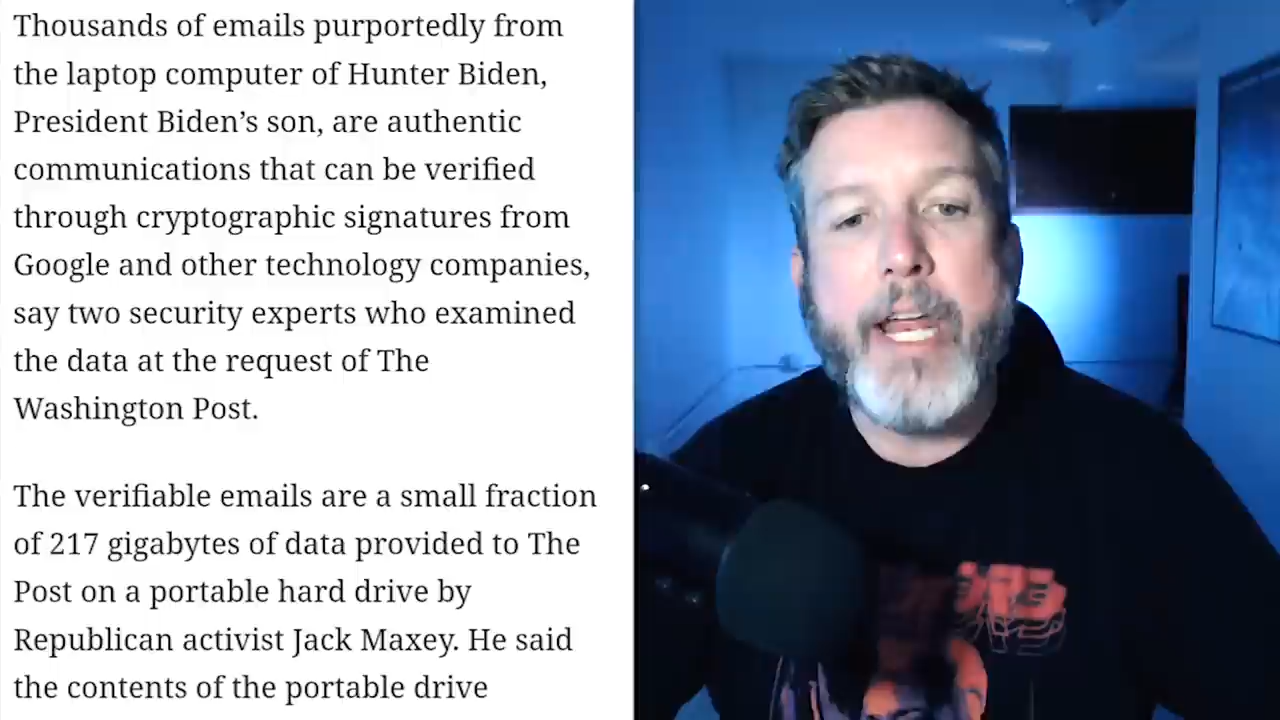 Thousands of emails purportedly from
the laptop computer of Hunter Biden,
President Biden’s son, are authentic
communications that can be verified
through cryptographic signatures from
Google and other technology companies,
say two security experts who examined
the data at the request of The
Washington Post.
The verifiable emails are a small fraction
of 217 gigabytes of data provided to The
Post on a portable hard drive by
Republican activist Jack Maxey. He said
the contents of the portable drive